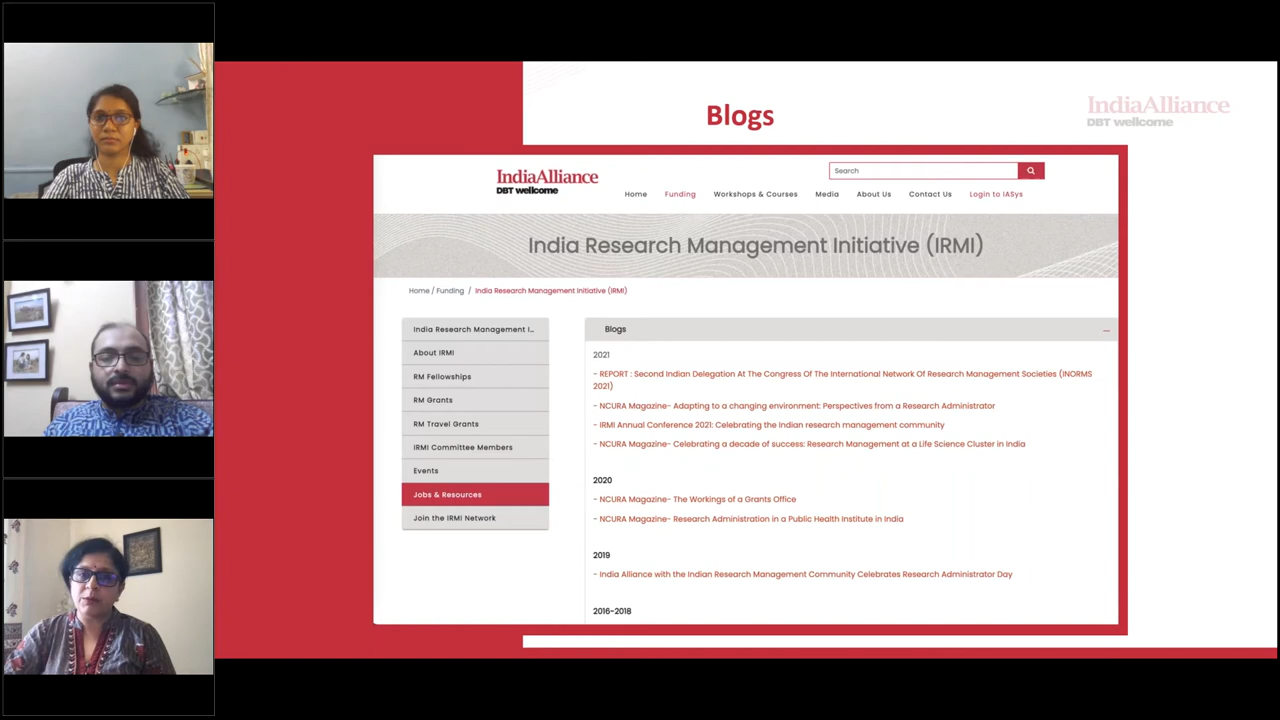 Blogs
IndiaAlliance
DBT wellcome
IndiaAlliance
DBT wellcome
Search
Home Funding Workshops & Courses Media About Us Contact Us Login to IASys
India Research Management Initiative (IRMI)
Home / Funding / India Research Management Initiative (IRMI)
India Research Management I...
About IRMI
RM Fellowships
RM Grants
RM Travel Grants
IRMI Committee Members
Events
Jobs & Resources
Join the IRMI Network
Blogs
2021
- REPORT : Second Indian Delegation At The Congress Of The International Network Of Research Management Societies (INORMS
2021)
- NCURA Magazine- Adapting to a changing environment: Perspectives from a Research Administrator
- IRMI Annual Conference 2021: Celebrating the Indian research management community
- NCURA Magazine- Celebrating a decade of success: Research Management at a Life Science Cluster in India
2020
- NCURA Magazine- The Workings of a Grants Office
- NCURA Magazine- Research Administration in a Public Health Institute in India
2019
- India Alliance with the Indian Research Management Community Celebrates Research Administrator Day
2016-2018